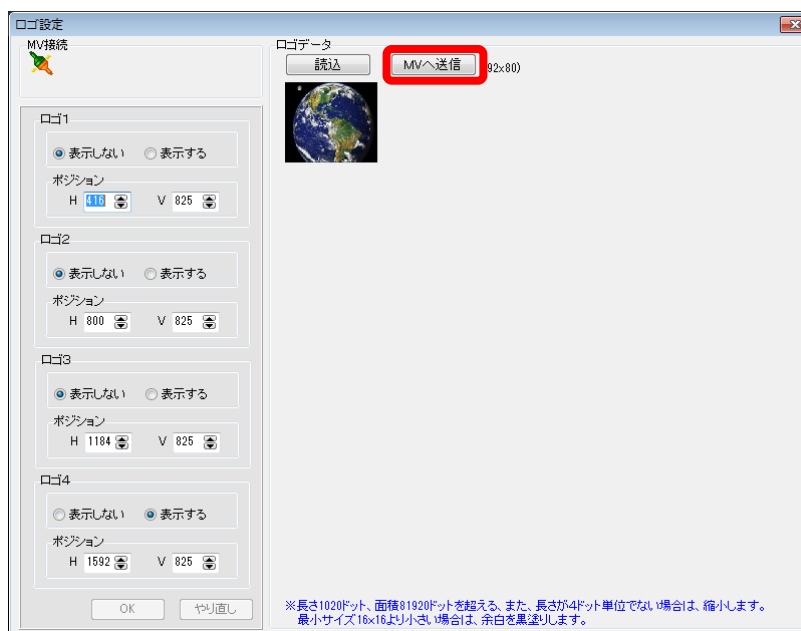 ロゴ設定
MV接続
ロゴデータ
読込 MVへ送信 92x80)
ロゴ1
表示しない 表示する
ポジション
H 416 V 825
ロゴ2
表示しない 表示する
ポジション
H 800 V 825
ロゴ3
表示しない 表示する
ポジション
H 1184 V 825
ロゴ4
表示しない 表示する
ポジション
H 1592 V 825
OK やり直し
※長さ1020ドット、面積81920ドットを超える、また、長さが4ドット単位でない場合は、縮小します。
最小サイズ16x16より小さい場合は、余白を黒塗りします。